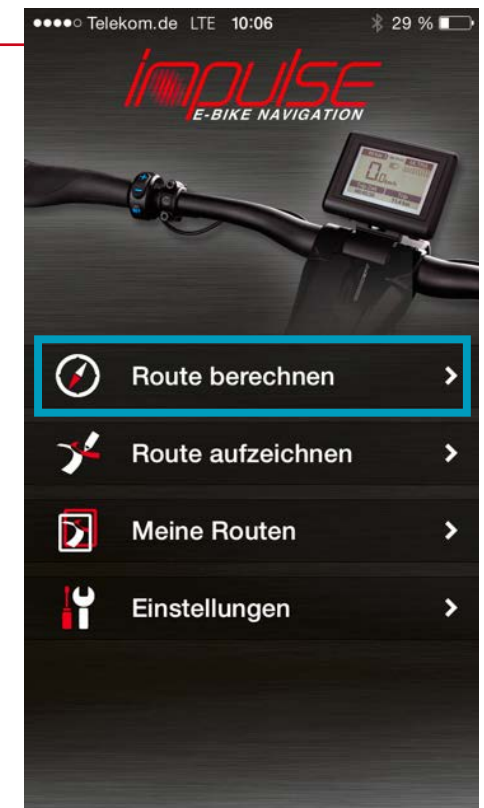 Telekom.de LTE 10:06 29 %
impulse
E-BIKE NAVIGATION
Route berechnen
Route aufzeichnen
Meine Routen
Einstellungen